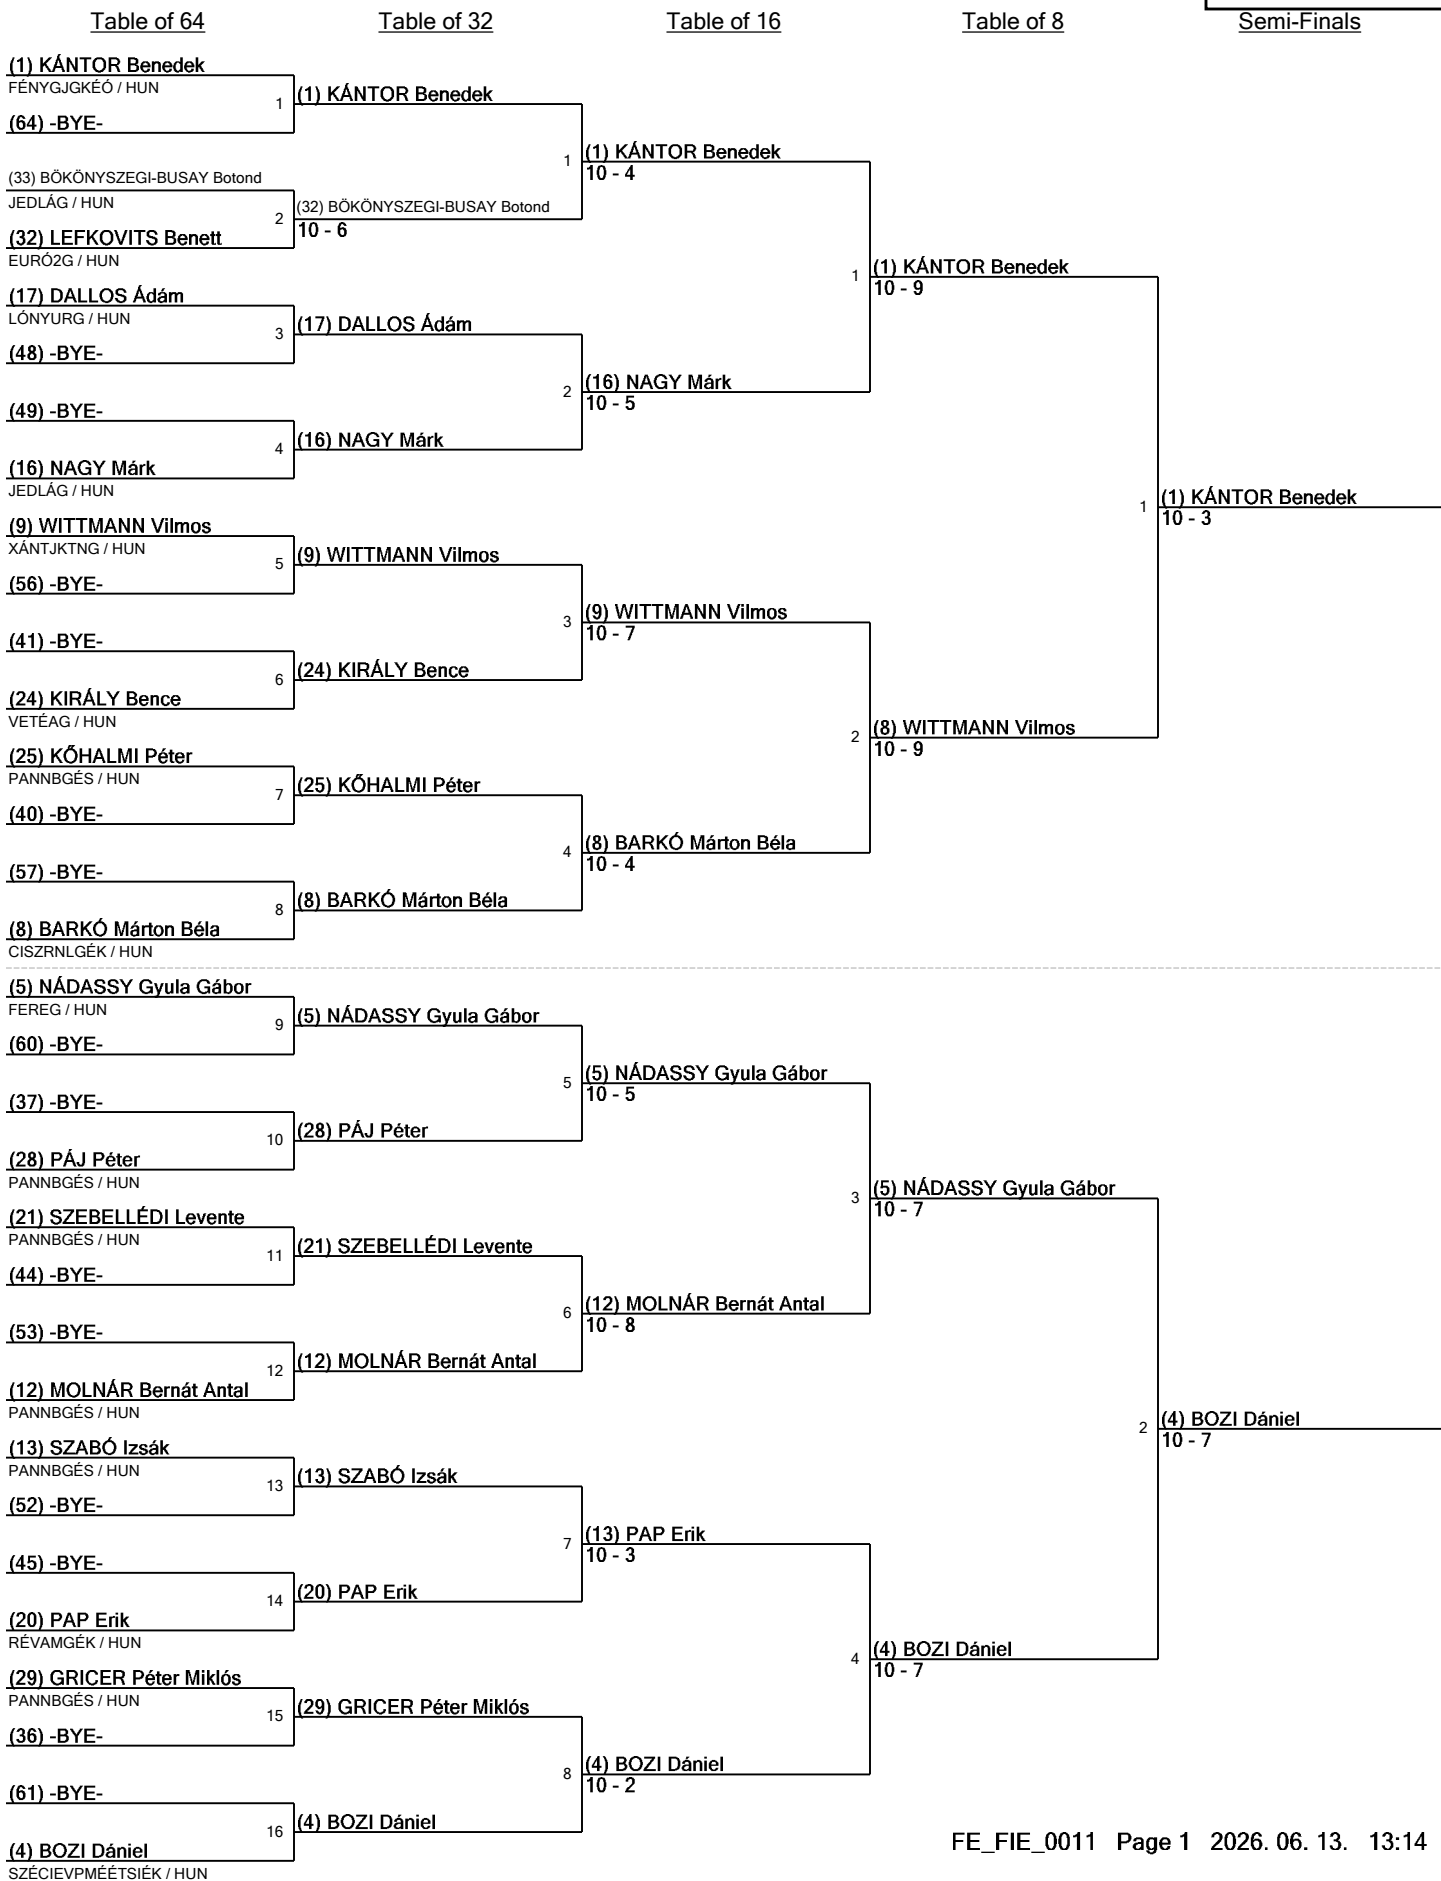 Table of 64 Table of 32 Table of 16 Table of 8 Semi-Finals
(1) KÁNTOR Benedek
FÉNYGJGKÉÓ / HUN
1 (1) KÁNTOR Benedek
(64) -BYE-
1 (1) KÁNTOR Benedek
10 - 4
(33) BÖKÖNYSZEGI-BUSAY Botond
JEDLÁG / HUN
2 (32) BÖKÖNYSZEGI-BUSAY Botond
10 - 6
(32) LEFKOVITS Benett
EURÓ2G / HUN
1 (1) KÁNTOR Benedek
10 - 9
(17) DALLOS Ádám
LÓNYURG / HUN
3 (17) DALLOS Ádám
(48) -BYE-
2 (16) NAGY Márk
10 - 5
(49) -BYE-
4 (16) NAGY Márk
(16) NAGY Márk
JEDLÁG / HUN
1 (1) KÁNTOR Benedek
10 - 3
(9) WITTMANN Vilmos
XÁNTJKTNG / HUN
5 (9) WITTMANN Vilmos
(56) -BYE-
3 (9) WITTMANN Vilmos
10 - 7
(41) -BYE-
6 (24) KIRÁLY Bence
(24) KIRÁLY Bence
VETÉAG / HUN
2 (8) WITTMANN Vilmos
10 - 9
(25) KŐHALMI Péter
PANNBGÉS / HUN
7 (25) KŐHALMI Péter
(40) -BYE-
4 (8) BARKÓ Márton Béla
10 - 4
(57) -BYE-
8 (8) BARKÓ Márton Béla
(8) BARKÓ Márton Béla
CISZRNLGÉK / HUN
(5) NÁDASSY Gyula Gábor
FEREG / HUN
9 (5) NÁDASSY Gyula Gábor
(60) -BYE-
5 (5) NÁDASSY Gyula Gábor
10 - 5
(37) -BYE-
10 (28) PÁJ Péter
(28) PÁJ Péter
PANNBGÉS / HUN
3 (5) NÁDASSY Gyula Gábor
10 - 7
(21) SZEBELLÉDI Levente
PANNBGÉS / HUN
11 (21) SZEBELLÉDI Levente
(44) -BYE-
6 (12) MOLNÁR Bernát Antal
10 - 8
(53) -BYE-
12 (12) MOLNÁR Bernát Antal
(12) MOLNÁR Bernát Antal
PANNBGÉS / HUN
2 (4) BOZI Dániel
10 - 7
(13) SZABÓ Izsák
PANNBGÉS / HUN
13 (13) SZABÓ Izsák
(52) -BYE-
7 (13) PAP Erik
10 - 3
(45) -BYE-
14 (20) PAP Erik
(20) PAP Erik
RÉVAMGÉK / HUN
4 (4) BOZI Dániel
10 - 7
(29) GRICER Péter Miklós
PANNBGÉS / HUN
15 (29) GRICER Péter Miklós
(36) -BYE-
8 (4) BOZI Dániel
10 - 2
(61) -BYE-
16 (4) BOZI Dániel
(4) BOZI Dániel
SZÉCIEVPMÉÉTSIÉK / HUN
FE_FIE_0011 Page 1 2026. 06. 13. 13:14